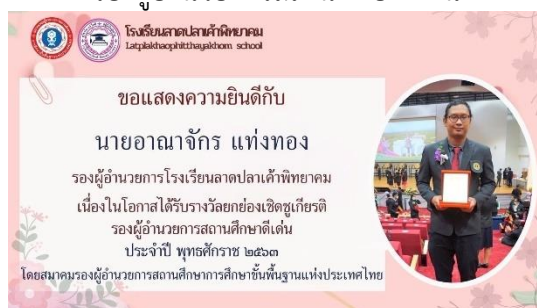 โรงเรียนลาดปลาเค้าพิทยาคม
Latplakhaophitthayakhom school
ขอแสดงความยินดีกับ
นายอาณาจักร แท่งทอง
รองผู้อำนวยการโรงเรียนลาดปลาเค้าพิทยาคม
เนื่องในโอกาสได้รับรางวัลยกย่องเชิดชูเกียรติ
รองผู้อำนวยการสถานศึกษาดีเด่น
ประจำปี พุทธศักราช ๒๕๖๓
โดยสมาคมรองผู้อำนวยการสถานศึกษาการศึกษาขั้นพื้นฐานแห่งประเทศไทย